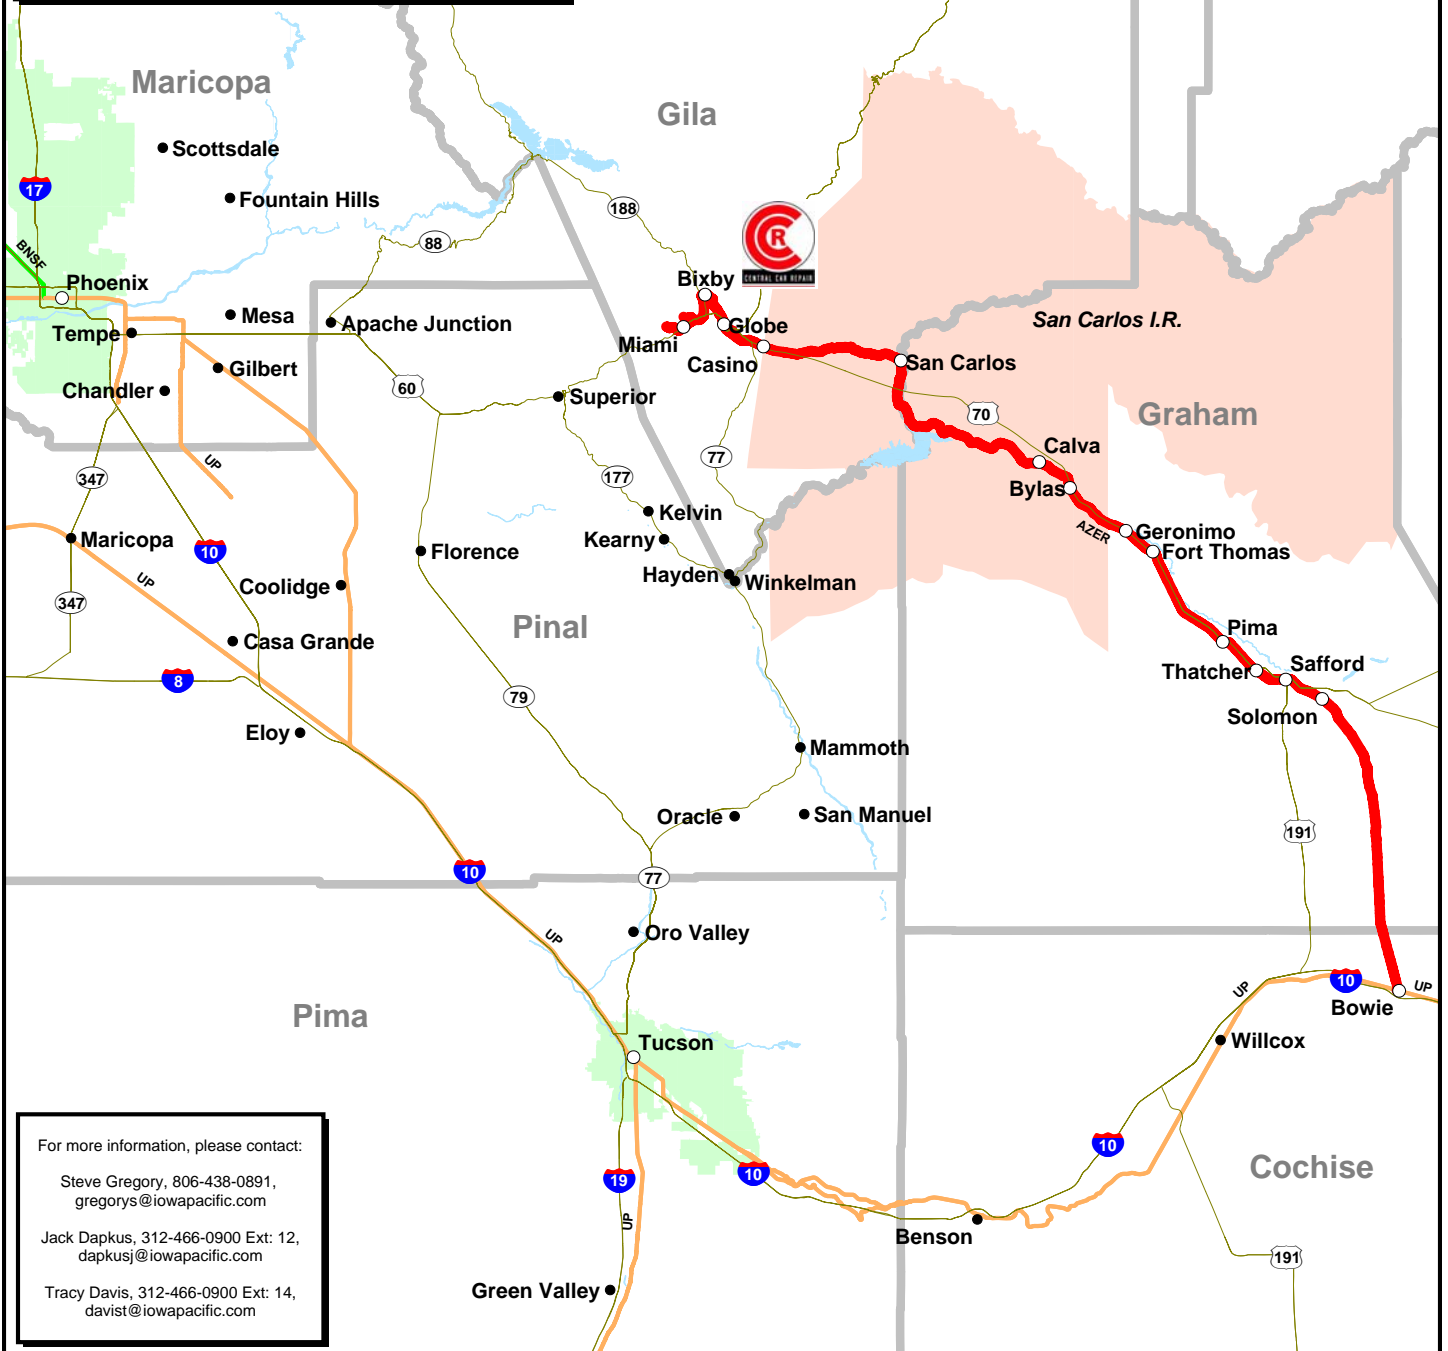 Maricopa
Gila
Scottsdale
17
Fountain Hills
188
88
R
CENTRAL CAR REPAIR
BNSF
Phoenix
Bixby
Mesa
Apache Junction
Globe
San Carlos I.R.
Tempe
Miami
Casino
San Carlos
Gilbert
Chandler
60
Superior
70
Graham
UP
347
177
77
Calva
Bylas
Kelvin
AZER
Geronimo
Maricopa
10
Florence
Kearny
Fort Thomas
UP
Coolidge
Hayden
Winkelman
347
Pinal
Pima
Casa Grande
8
Thatcher
Safford
79
Solomon
Eloy
Mammoth
Oracle
San Manuel
191
10
77
UP
Oro Valley
10
UP
UP
Bowie
Pima
Tucson
Willcox
For more information, please contact:
Steve Gregory, 806-438-0891,
gregorys@iowapacific.com
Jack Dapkus, 312-466-0900 Ext: 12,
dapkusj@iowapacific.com
Tracy Davis, 312-466-0900 Ext: 14,
davist@iowapacific.com
10
10
19
Cochise
UP
Benson
191
Green Valley